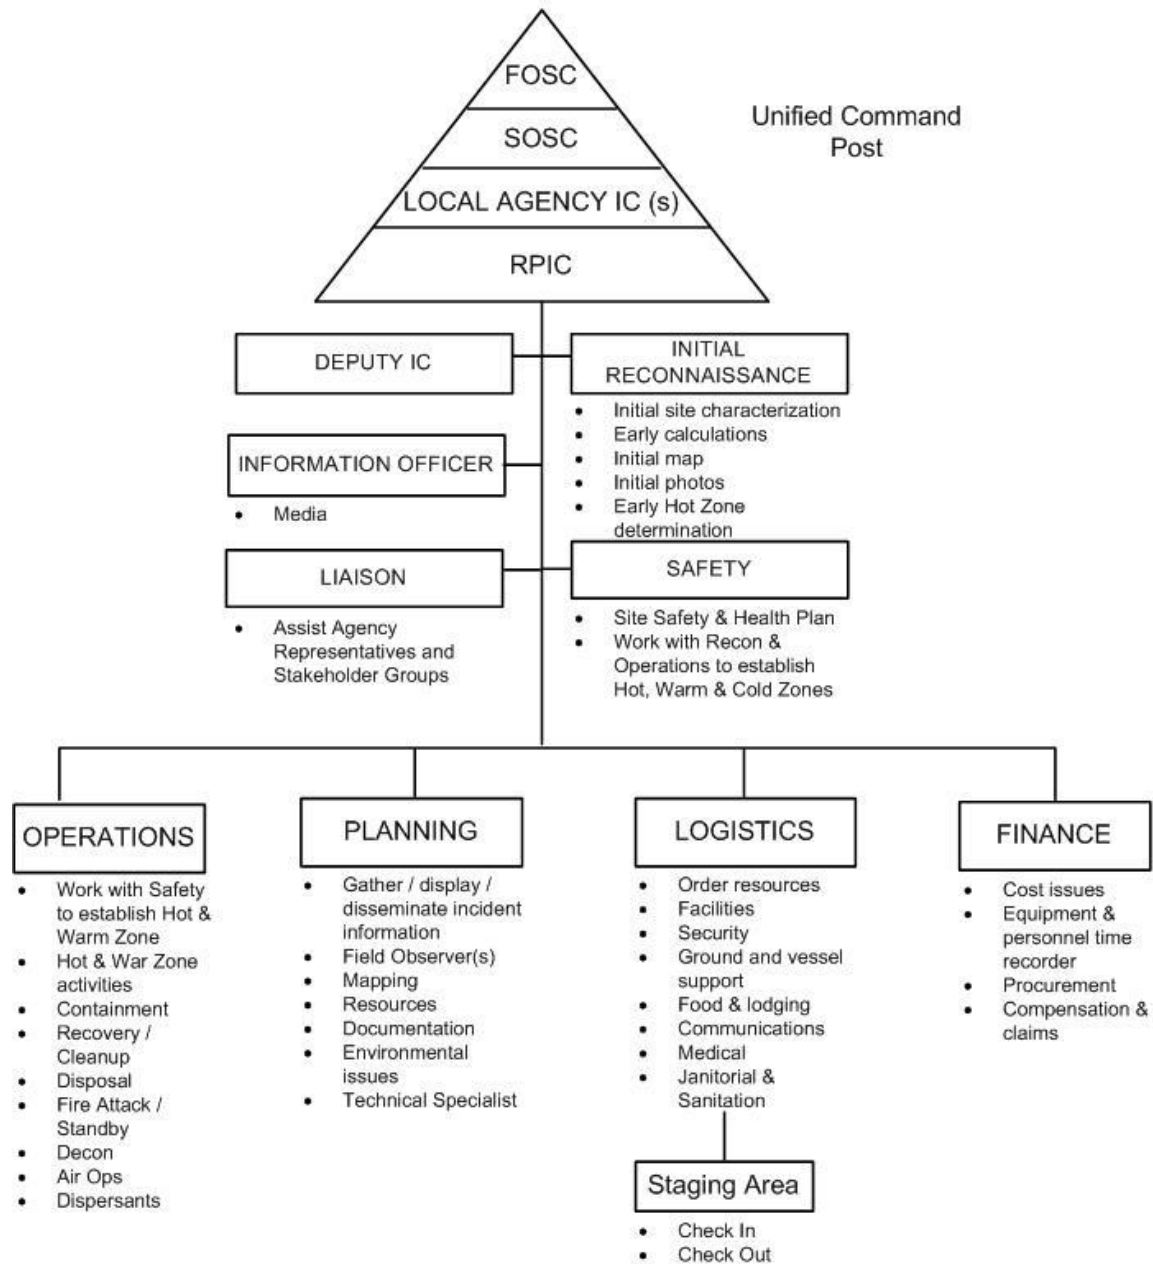 FOSC
SOSC
LOCAL AGENCY IC (s)
RPIC
Unified Command
Post
DEPUTY IC
INITIAL
RECONNAISSANCE
• Initial site characterization
• Early calculations
• Initial map
• Initial photos
• Early Hot Zone
determination
INFORMATION OFFICER
• Media
LIAISON
• Assist Agency
Representatives and
Stakeholder Groups
SAFETY
• Site Safety & Health Plan
• Work with Recon &
Operations to establish
Hot, Warm & Cold Zones
OPERATIONS
• Work with Safety
to establish Hot &
Warm Zone
• Hot & War Zone
activities
• Containment
• Recovery /
Cleanup
• Disposal
• Fire Attack /
Standby
• Decon
• Air Ops
• Dispersants
PLANNING
• Gather / display /
disseminate incident
information
• Field Observer(s)
• Mapping
• Resources
• Documentation
• Environmental
issues
• Technical Specialist
LOGISTICS
• Order resources
• Facilities
• Security
• Ground and vessel
support
• Food & lodging
• Communications
• Medical
• Janitorial &
Sanitation
Staging Area
• Check In
• Check Out
FINANCE
• Cost issues
• Equipment &
personnel time
recorder
• Procurement
• Compensation &
claims